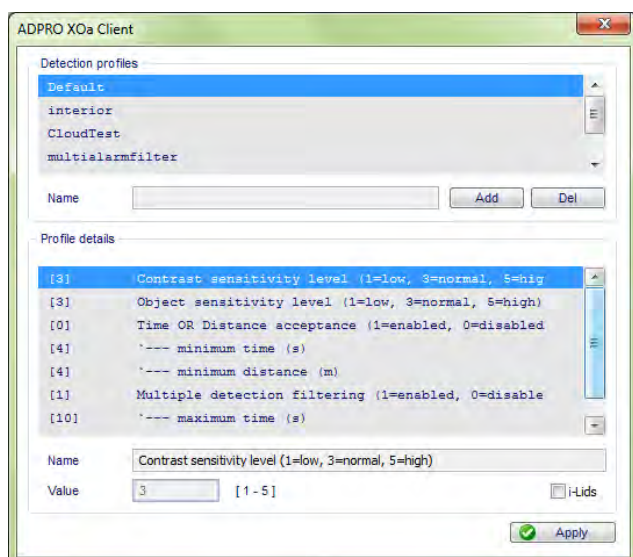 ADPRO XOa Client
Detection profiles
Default
interior
CloudTest
multialarmfilter
Name
Add
Del
Profile details
[3] Contrast sensitivity level (1=low, 3=normal, 5=hig
[3] Object sensitivity level (1=low, 3=normal, 5=high)
[0] Time OR Distance acceptance (1=enabled, 0=disabled
[4] `--- minimum time (s)
[4] `--- minimum distance (m)
[1] Multiple detection filtering (1=enabled, 0=disable
[10] `--- maximum time (s)
Name Contrast sensitivity level (1=low, 3=normal, 5=high)
Value 3 [1-5] i-Lids
Apply